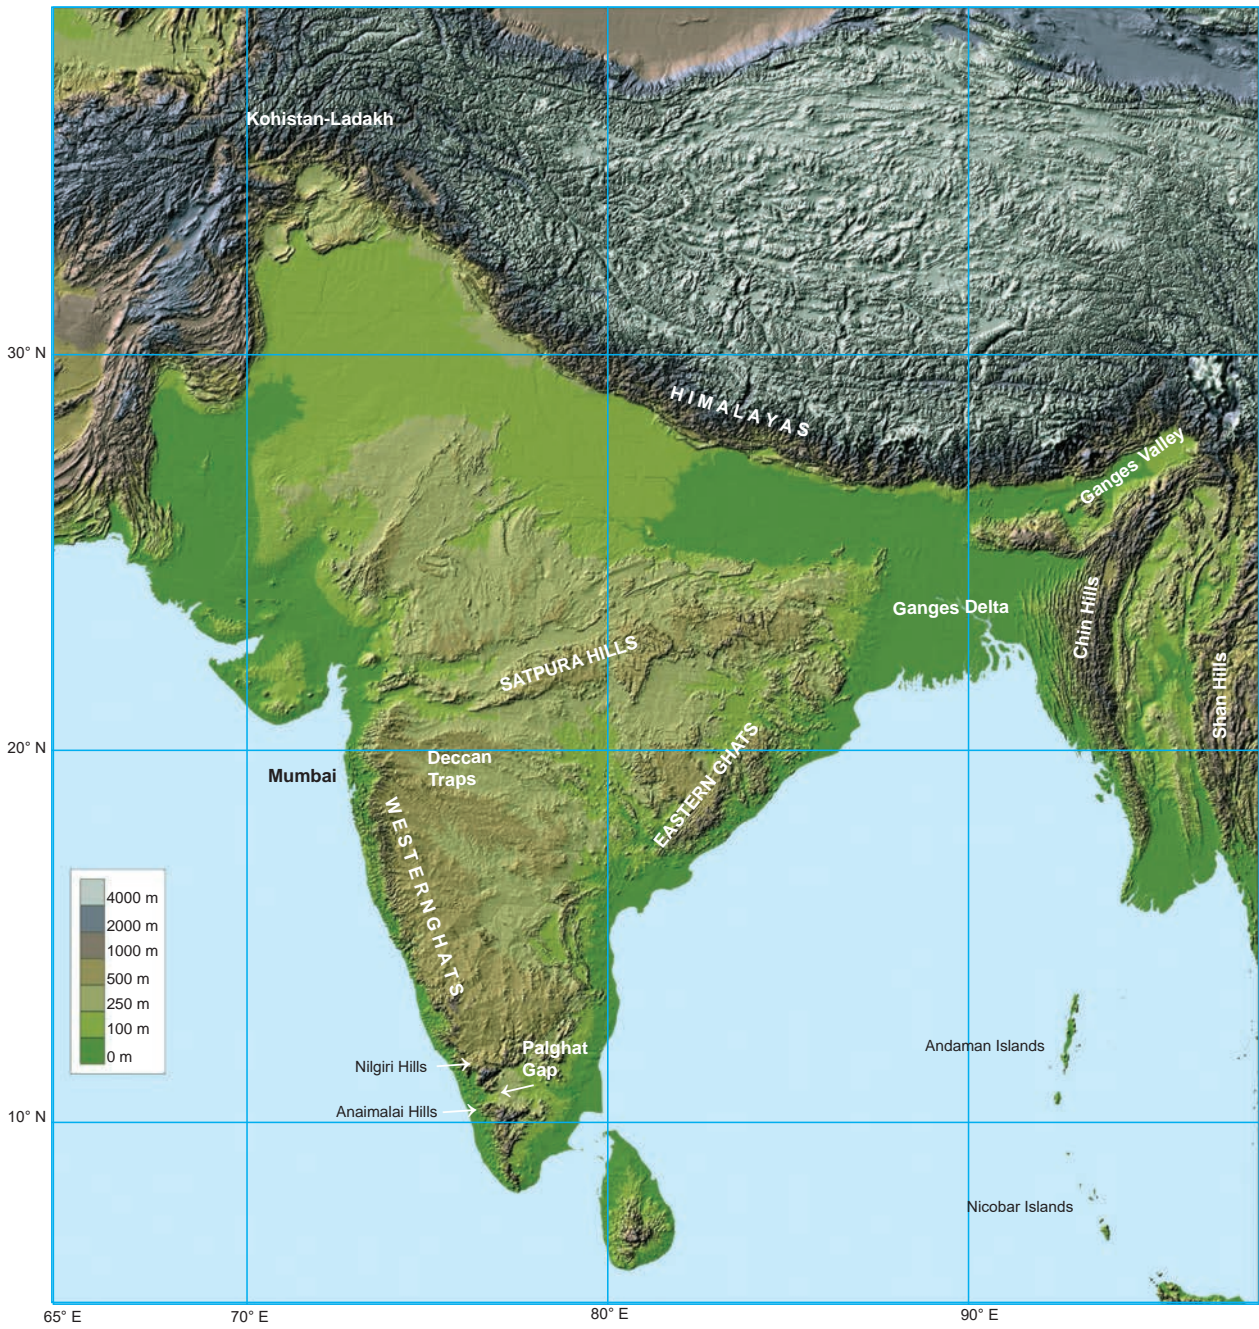 Kohistan-Ladakh
30° N
HIMALAYAS
Ganges Valley
Ganges Delta
Chin Hills
SATPURA HILLS
Shan Hills
20° N
Deccan
Traps
Mumbai
EASTERN GHATS
WESTERN GHATS
4000 m
2000 m
1000 m
500 m
250 m
100 m
0 m
Palghat
Gap
Nilgiri Hills
Andaman Islands
Anaimalai Hills
10° N
Nicobar Islands
65° E
70° E
80° E
90° E